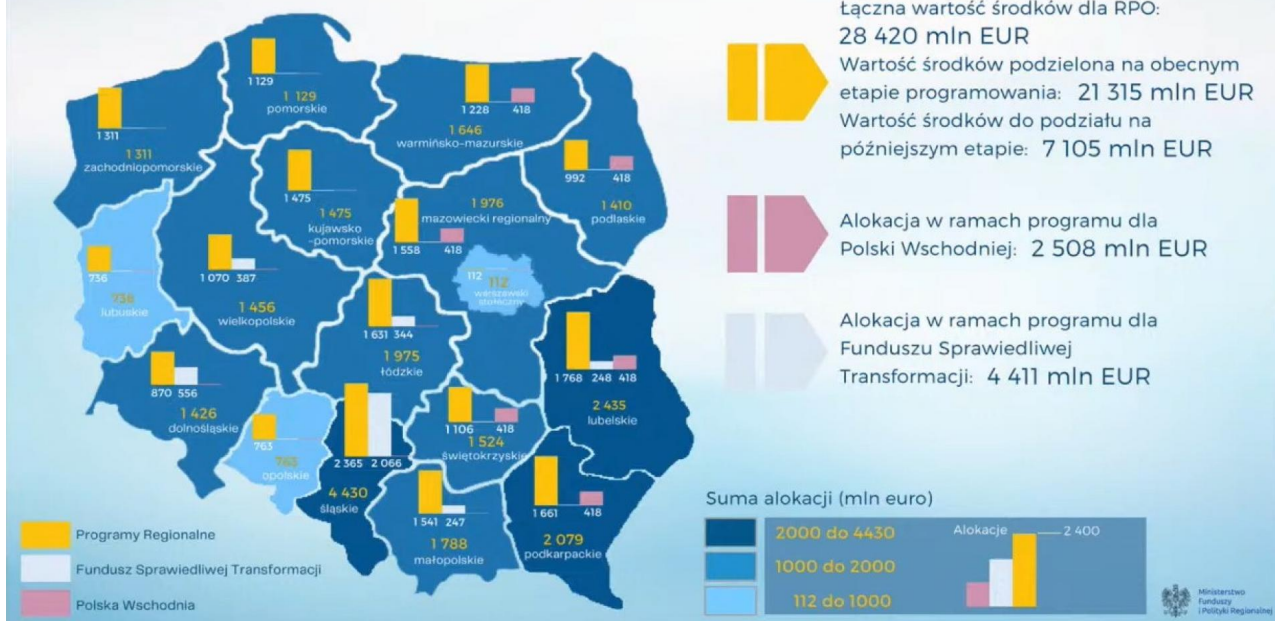 Łączna wartość środków dla RPO:
28 420 mln EUR
Wartość środków podzielona na obecnym
etapie programowania: 21 315 mln EUR
Wartość środków do podziału na
późniejszym etapie: 7 105 mln EUR
Alokacja w ramach programu dla
Polski Wschodniej: 2 508 mln EUR
Alokacja w ramach programu dla
Funduszu Sprawiedliwej
Transformacji: 4 411 mln EUR
1 129
1 129
pomorskie
1 311
1 311
zachodniopomorskie
1 228 418
1 646
warmińsko-mazurskie
992 418
1 410
podlaskie
1 475
1 475
kujawsko
-pomorskie
1 976
mazowiecki regionalny
1 558 418
112
112
warszawski
stołeczny
736
736
lubuskie
1 070 387
1 456
wielkopolskie
1 631 344
1 975
łódzkie
1 768 248 418
2 435
lubelskie
870 556
1 426
dolnośląskie
763
763
opolskie
2 365 2 066
4 430
śląskie
1 106 418
1 524
świętokrzyskie
1 541 247
1 788
małopolskie
1 661 418
2 079
podkarpackie
Programy Regionalne
Fundusz Sprawiedliwej Transformacji
Polska Wschodnia
Suma alokacji (mln euro)
2000 do 4430
1000 do 2000
112 do 1000
Alokacje 2 400
Ministerstwo
Funduszy
i Polityki Regionalnej